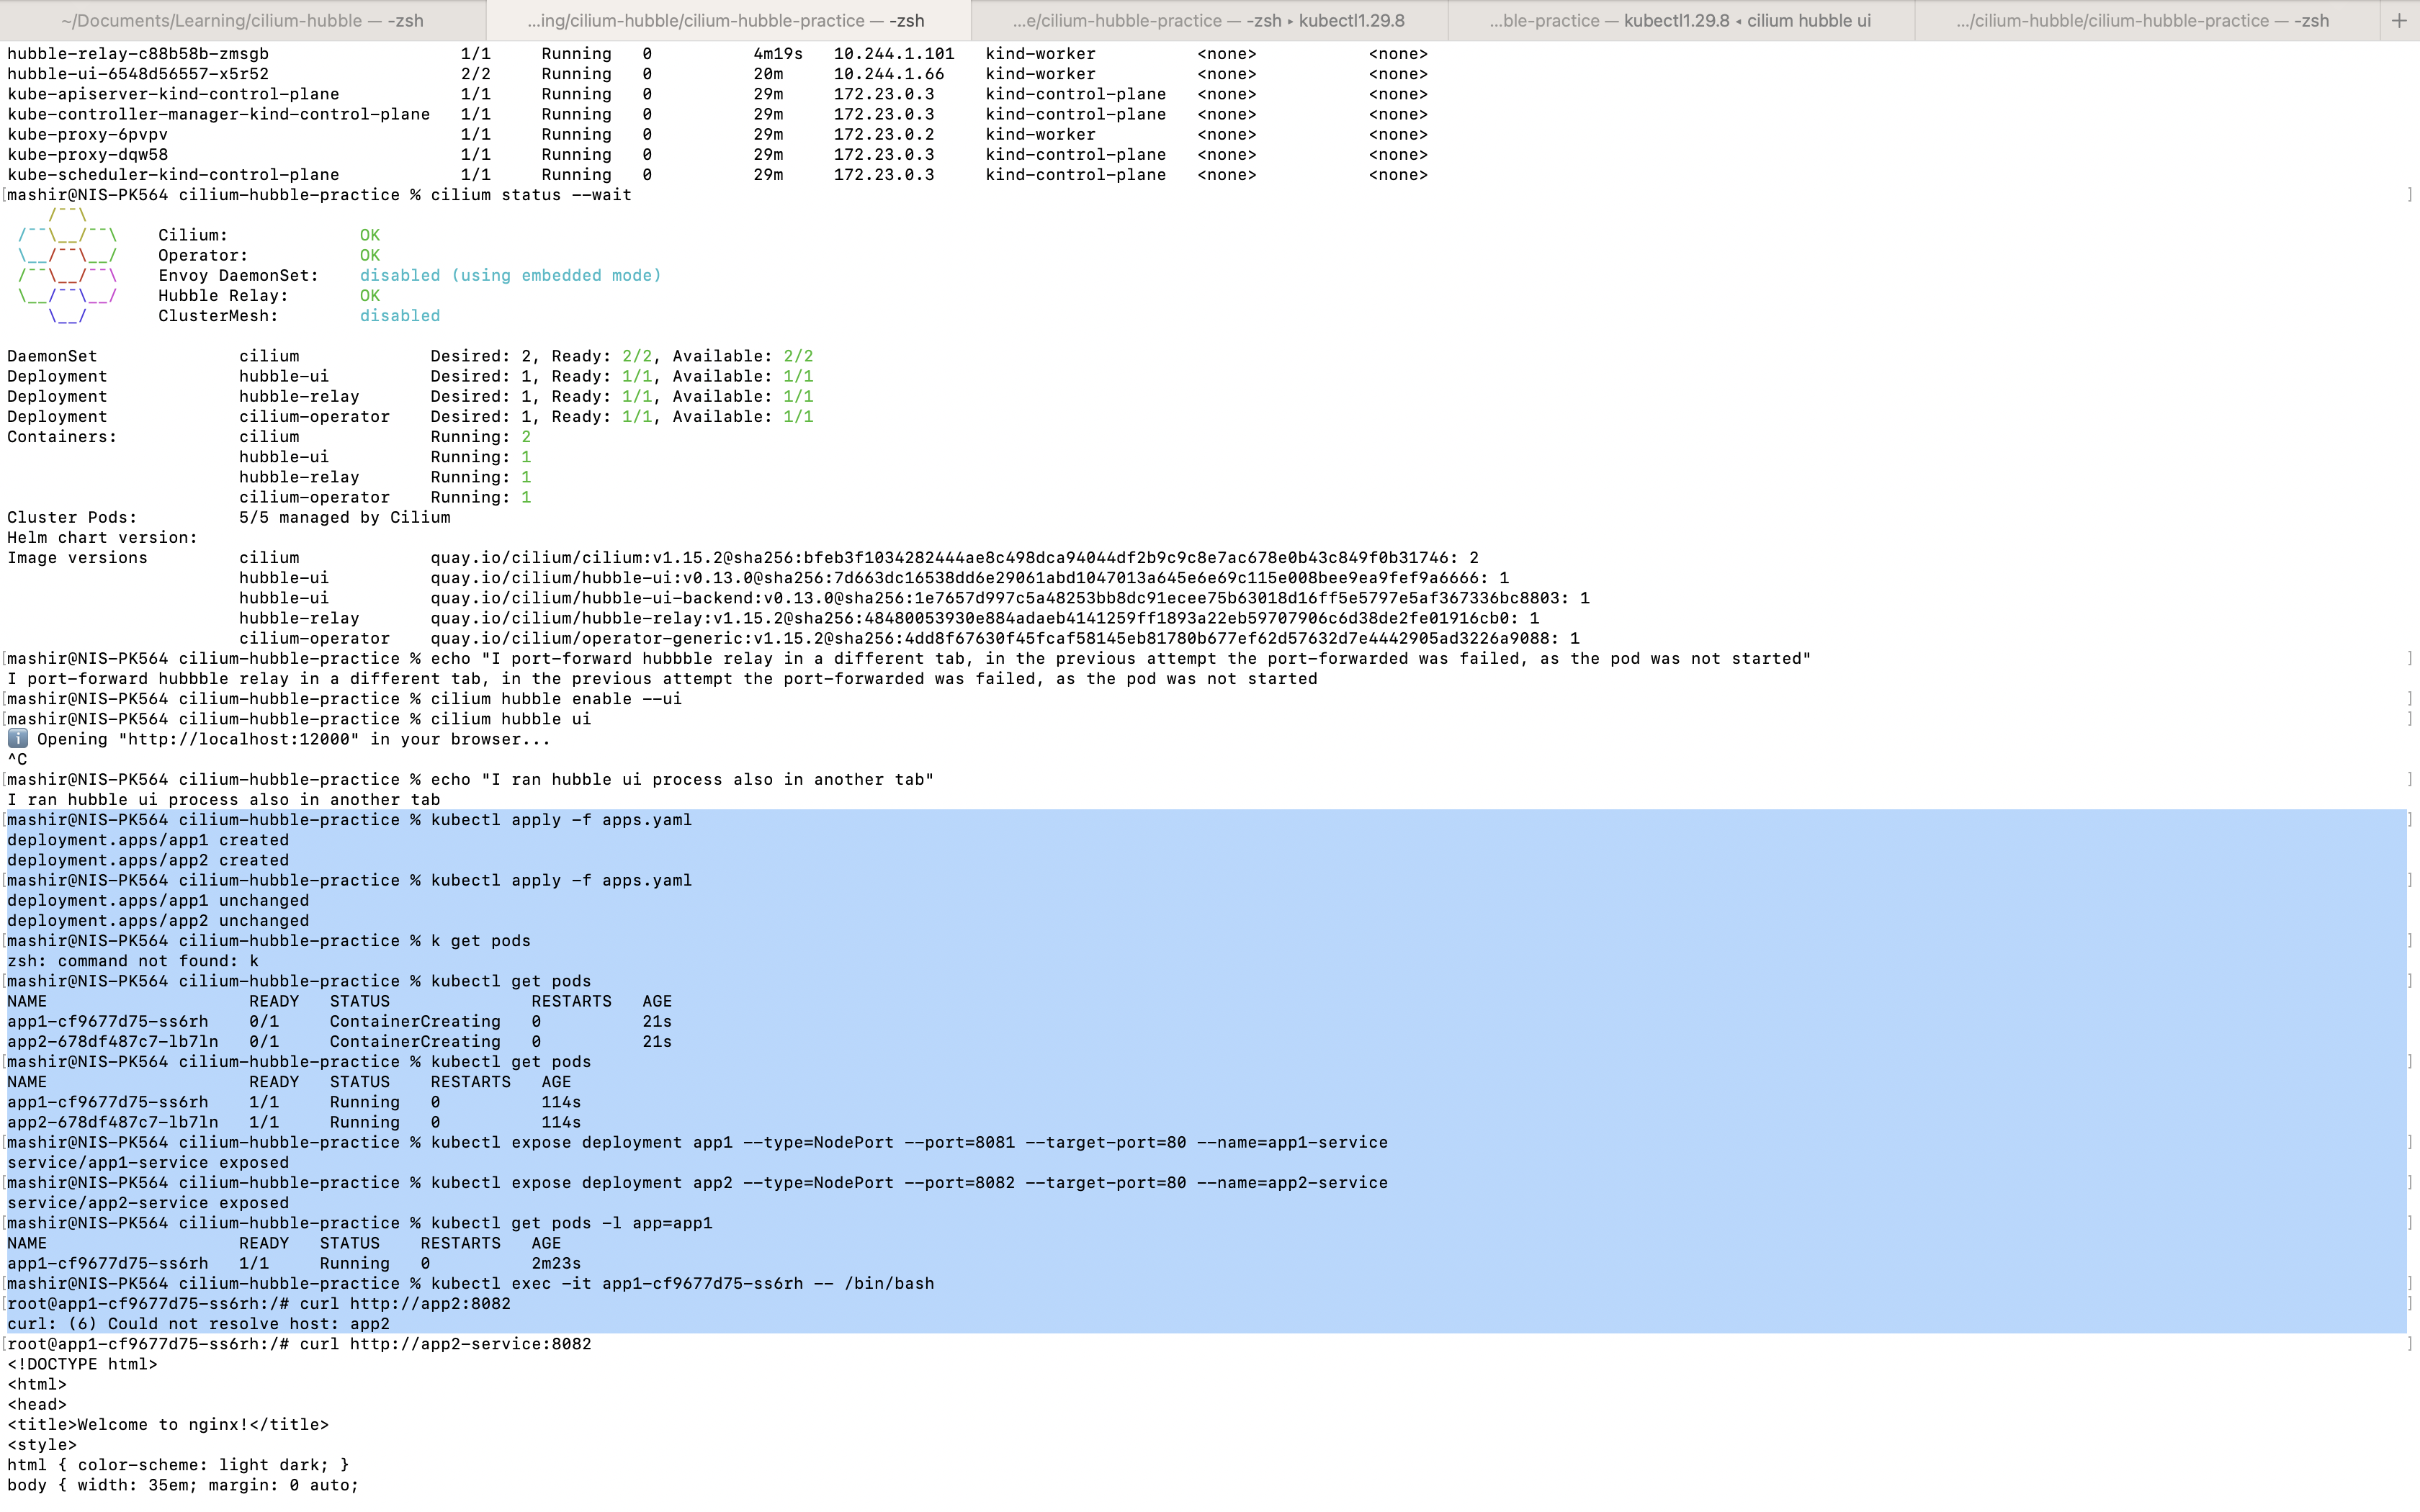 ~/Documents/Learning/cilium-hubble — -zsh
...ing/cilium-hubble/cilium-hubble-practice — -zsh
...e/cilium-hubble-practice — -zsh ▸ kubectl1.29.8
...ble-practice — kubectl1.29.8 ◂ cilium hubble ui
.../cilium-hubble/cilium-hubble-practice — -zsh
+
hubble-relay-c88b58b-zmsgb 1/1 Running 0 4m19s 10.244.1.101 kind-worker <none> <none>
hubble-ui-6548d56557-x5r52 2/2 Running 0 20m 10.244.1.66 kind-worker <none> <none>
kube-apiserver-kind-control-plane 1/1 Running 0 29m 172.23.0.3 kind-control-plane <none> <none>
kube-controller-manager-kind-control-plane 1/1 Running 0 29m 172.23.0.3 kind-control-plane <none> <none>
kube-proxy-6pvpv 1/1 Running 0 29m 172.23.0.2 kind-worker <none> <none>
kube-proxy-dqw58 1/1 Running 0 29m 172.23.0.3 kind-control-plane <none> <none>
kube-scheduler-kind-control-plane 1/1 Running 0 29m 172.23.0.3 kind-control-plane <none> <none>
mashir@NIS-PK564 cilium-hubble-practice % cilium status --wait
Cilium: OK
Operator: OK
Envoy DaemonSet: disabled (using embedded mode)
Hubble Relay: OK
ClusterMesh: disabled
DaemonSet cilium Desired: 2, Ready: 2/2, Available: 2/2
Deployment hubble-ui Desired: 1, Ready: 1/1, Available: 1/1
Deployment hubble-relay Desired: 1, Ready: 1/1, Available: 1/1
Deployment cilium-operator Desired: 1, Ready: 1/1, Available: 1/1
Containers: cilium Running: 2
hubble-ui Running: 1
hubble-relay Running: 1
cilium-operator Running: 1
Cluster Pods: 5/5 managed by Cilium
Helm chart version:
Image versions cilium quay.io/cilium/cilium:v1.15.2@sha256:bfeb3f1034282444ae8c498dca94044df2b9c9c8e7ac678e0b43c849f0b31746: 2
hubble-ui quay.io/cilium/hubble-ui:v0.13.0@sha256:7d663dc16538dd6e29061abd1047013a645e6e69c115e008bee9ea9fef9a6666: 1
hubble-ui quay.io/cilium/hubble-ui-backend:v0.13.0@sha256:1e7657d997c5a48253bb8dc91ecee75b63018d16ff5e5797e5af367336bc8803: 1
hubble-relay quay.io/cilium/hubble-relay:v1.15.2@sha256:48480053930e884adaeb4141259ff1893a22eb59707906c6d38de2fe01916cb0: 1
cilium-operator quay.io/cilium/operator-generic:v1.15.2@sha256:4dd8f67630f45fcaf58145eb81780b677ef62d57632d7e4442905ad3226a9088: 1
mashir@NIS-PK564 cilium-hubble-practice % echo "I port-forward hubbble relay in a different tab, in the previous attempt the port-forwarded was failed, as the pod was not started"
I port-forward hubbble relay in a different tab, in the previous attempt the port-forwarded was failed, as the pod was not started
mashir@NIS-PK564 cilium-hubble-practice % cilium hubble enable --ui
mashir@NIS-PK564 cilium-hubble-practice % cilium hubble ui
ℹ️ Opening "http://localhost:12000" in your browser...
^C
mashir@NIS-PK564 cilium-hubble-practice % echo "I ran hubble ui process also in another tab"
I ran hubble ui process also in another tab
mashir@NIS-PK564 cilium-hubble-practice % kubectl apply -f apps.yaml
deployment.apps/app1 created
deployment.apps/app2 created
mashir@NIS-PK564 cilium-hubble-practice % kubectl apply -f apps.yaml
deployment.apps/app1 unchanged
deployment.apps/app2 unchanged
mashir@NIS-PK564 cilium-hubble-practice % k get pods
zsh: command not found: k
mashir@NIS-PK564 cilium-hubble-practice % kubectl get pods
NAME READY STATUS RESTARTS AGE
app1-cf9677d75-ss6rh 0/1 ContainerCreating 0 21s
app2-678df487c7-lb7ln 0/1 ContainerCreating 0 21s
mashir@NIS-PK564 cilium-hubble-practice % kubectl get pods
NAME READY STATUS RESTARTS AGE
app1-cf9677d75-ss6rh 1/1 Running 0 114s
app2-678df487c7-lb7ln 1/1 Running 0 114s
mashir@NIS-PK564 cilium-hubble-practice % kubectl expose deployment app1 --type=NodePort --port=8081 --target-port=80 --name=app1-service
service/app1-service exposed
mashir@NIS-PK564 cilium-hubble-practice % kubectl expose deployment app2 --type=NodePort --port=8082 --target-port=80 --name=app2-service
service/app2-service exposed
mashir@NIS-PK564 cilium-hubble-practice % kubectl get pods -l app=app1
NAME READY STATUS RESTARTS AGE
app1-cf9677d75-ss6rh 1/1 Running 0 2m23s
mashir@NIS-PK564 cilium-hubble-practice % kubectl exec -it app1-cf9677d75-ss6rh -- /bin/bash
root@app1-cf9677d75-ss6rh:/# curl http://app2:8082
curl: (6) Could not resolve host: app2
root@app1-cf9677d75-ss6rh:/# curl http://app2-service:8082
<!DOCTYPE html>
<html>
<head>
<title>Welcome to nginx!</title>
<style>
html { color-scheme: light dark; }
body { width: 35em; margin: 0 auto;